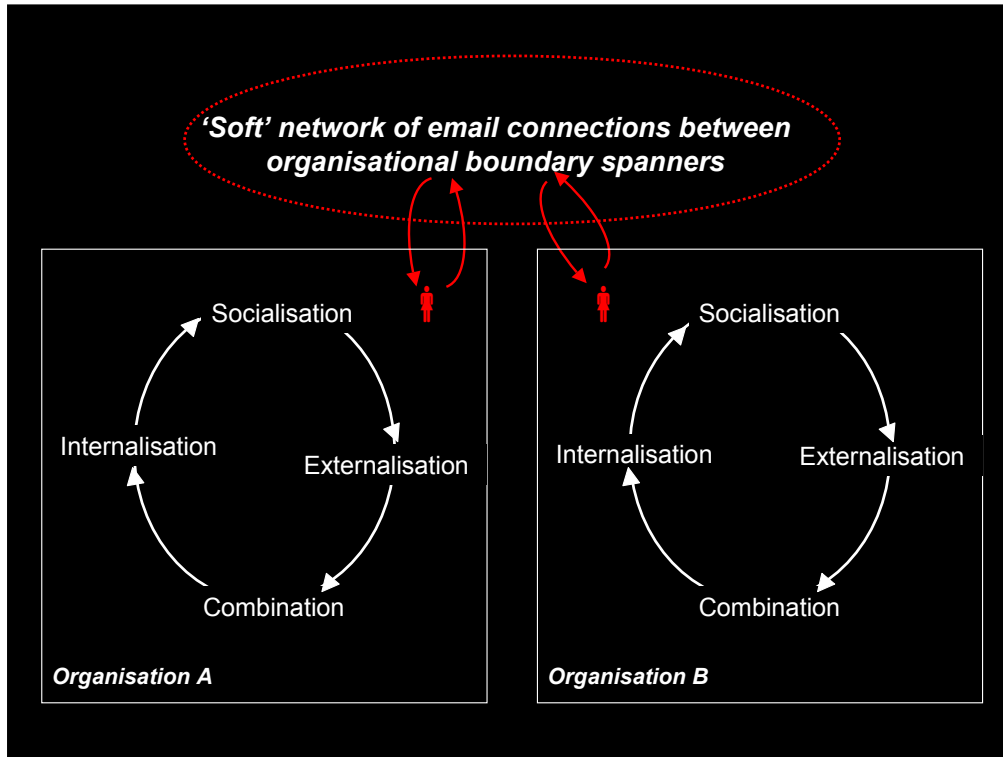 ‘Soft’ network of email connections between
organisational boundary spanners
Socialisation
Internalisation
Externalisation
Combination
Organisation A
Socialisation
Internalisation
Externalisation
Combination
Organisation B